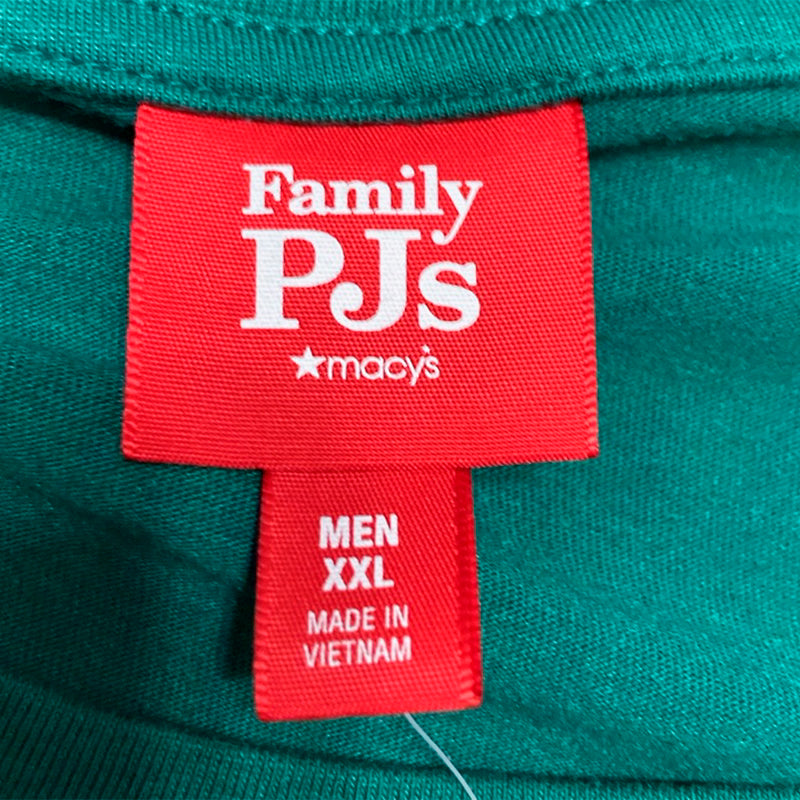 Family
PJs
★macy's
MEN
XXL
MADE IN
VIETNAM